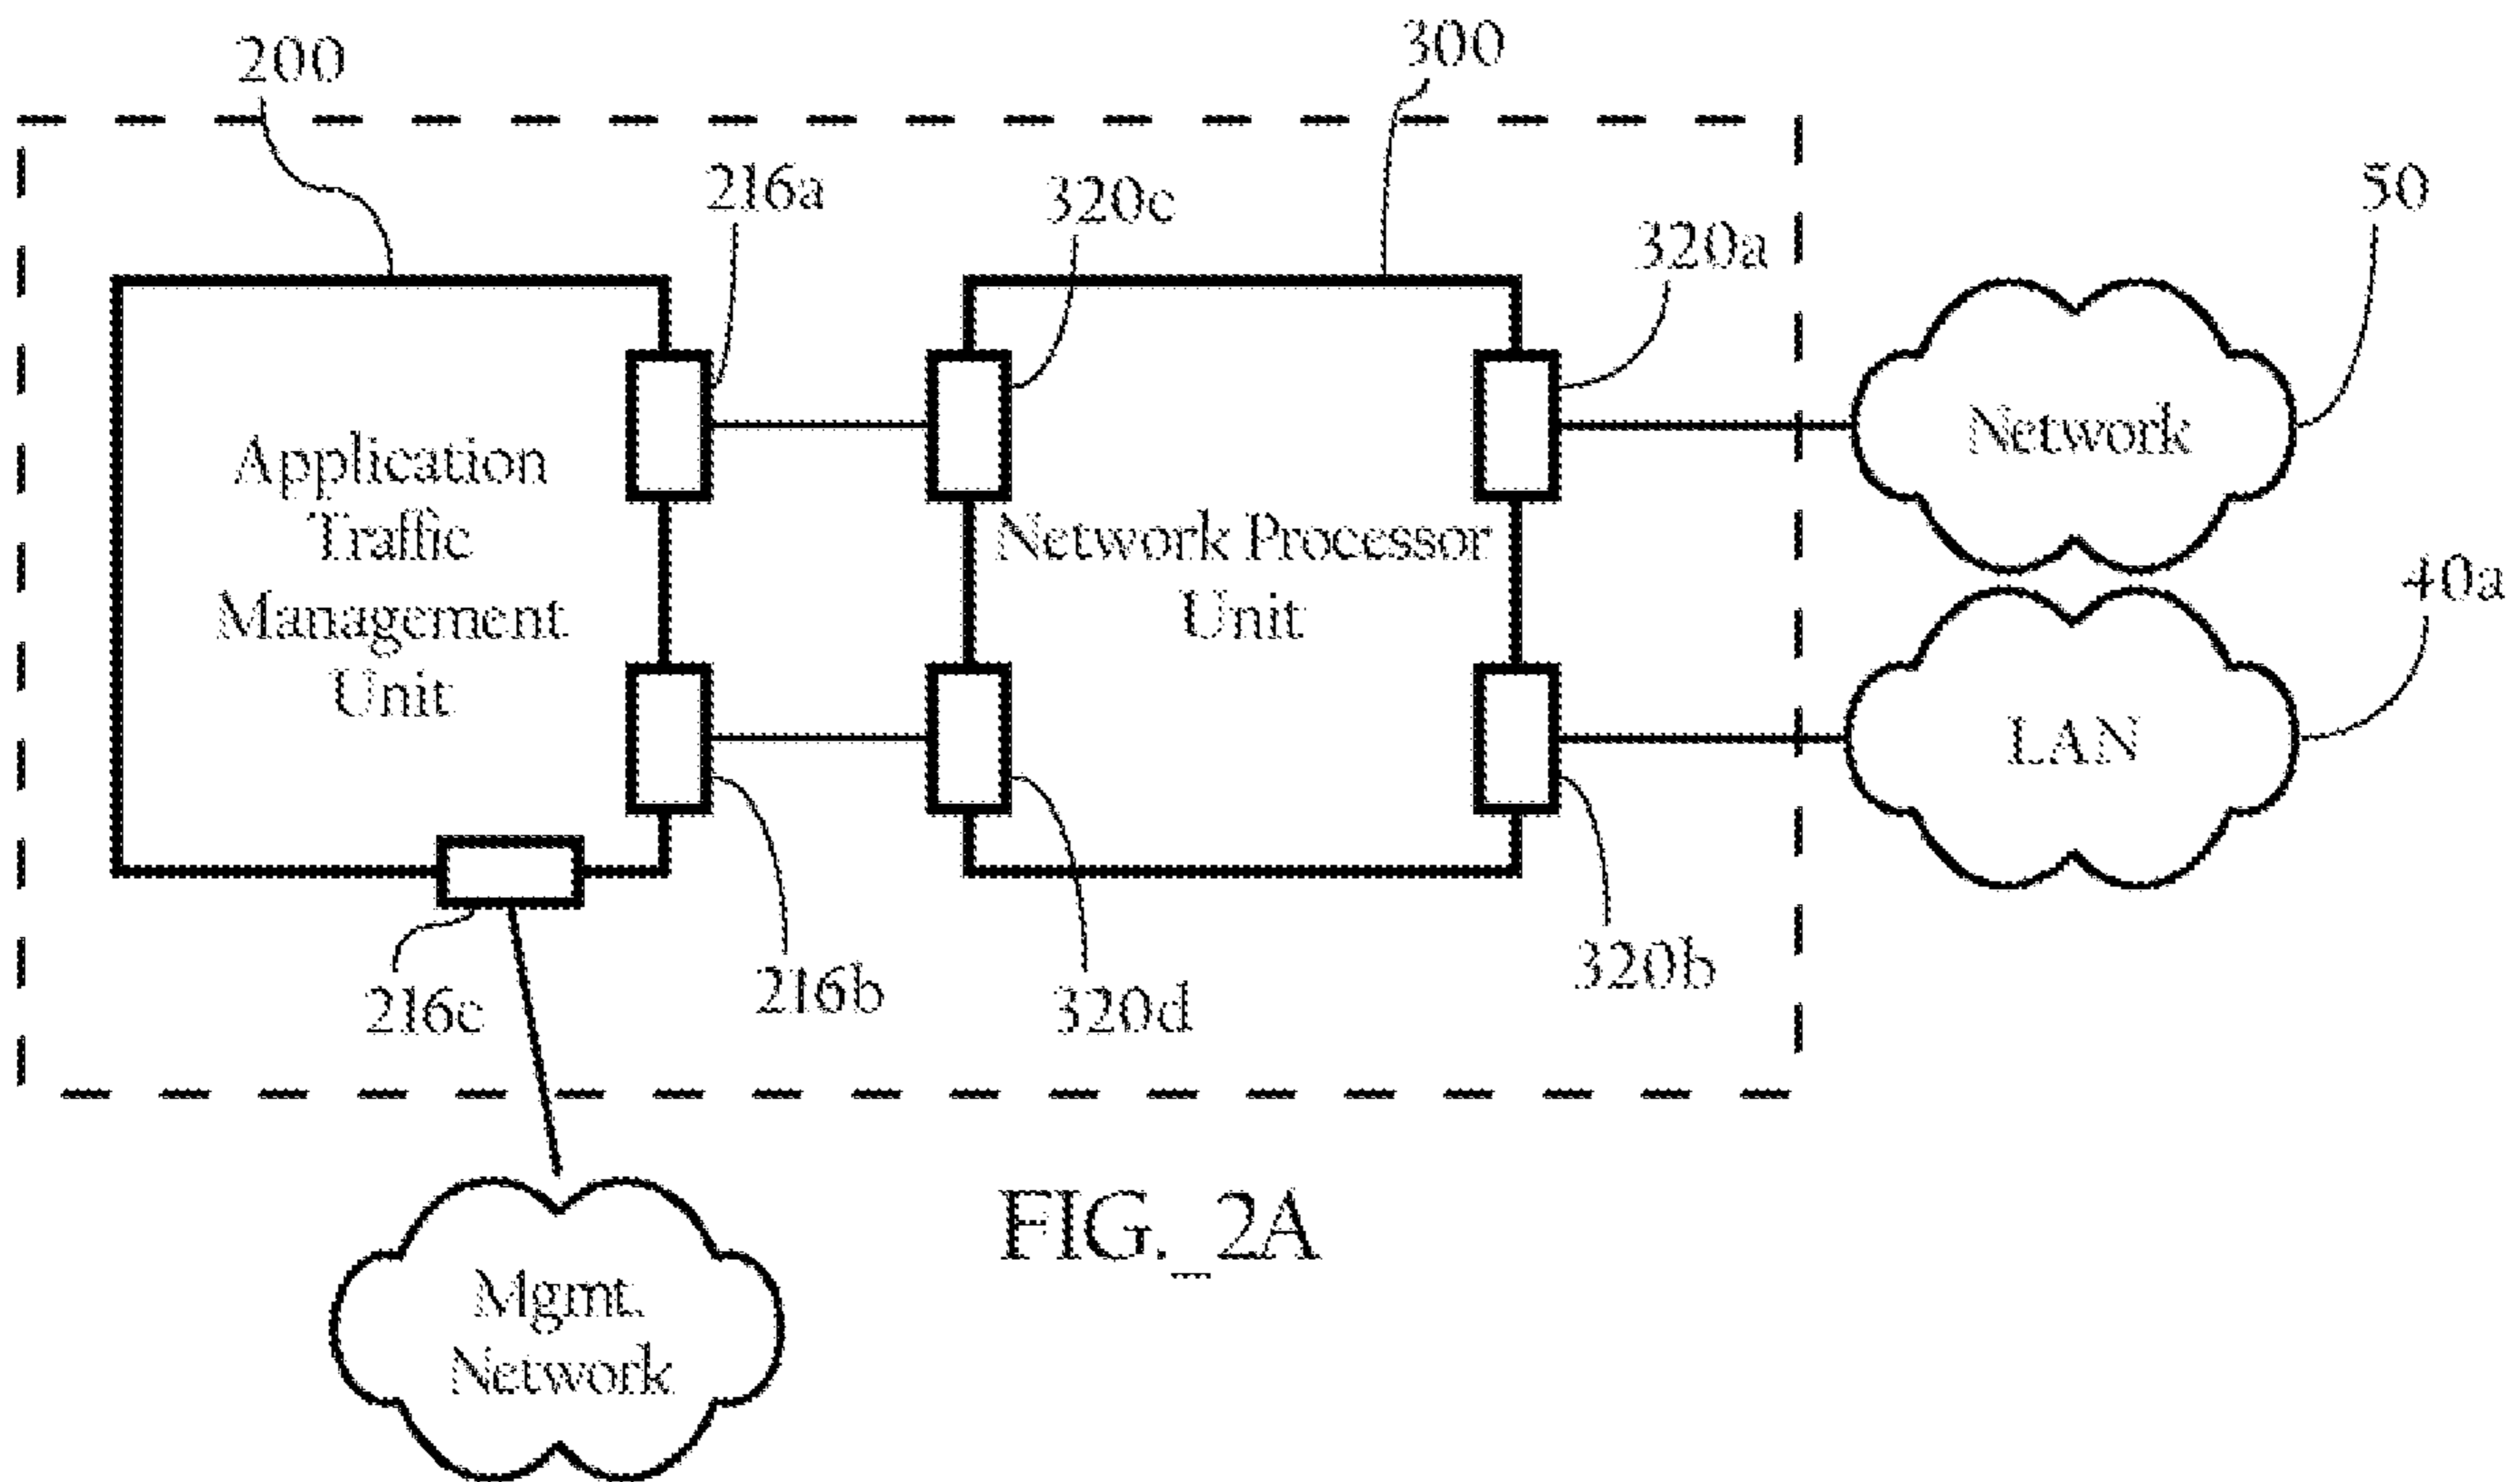 200
300
216a
320c
320a
50
Application
Traffic
Management
Unit
Network Processor
Unit
Network
40a
LAN
216c
216b
320d
320b
FIG._2A
Mgmt.
Network